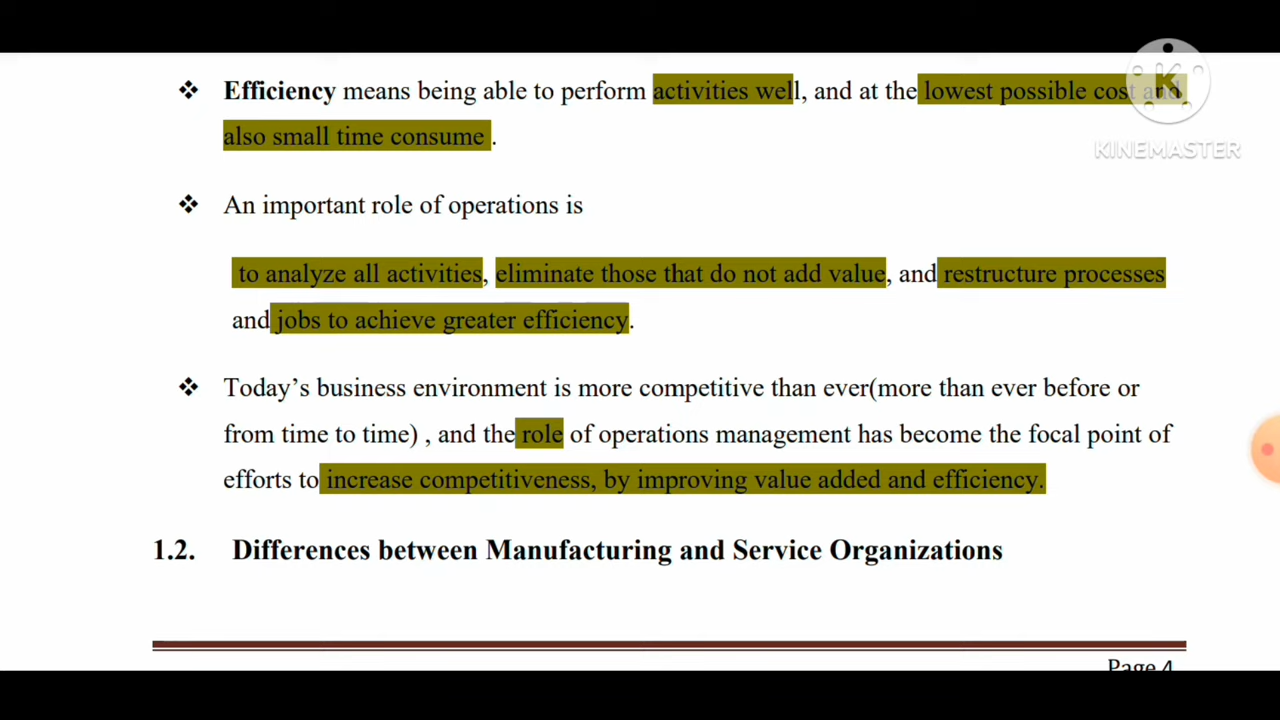 ❖ Efficiency means being able to perform activities well, and at the lowest possible cost and
also small time consume .
KINEMASTER
❖ An important role of operations is
to analyze all activities, eliminate those that do not add value, and restructure processes
and jobs to achieve greater efficiency.
❖ Today's business environment is more competitive than ever(more than ever before or
from time to time) , and the role of operations management has become the focal point of
efforts to increase competitiveness, by improving value added and efficiency.
1.2. Differences between Manufacturing and Service Organizations
Page 4